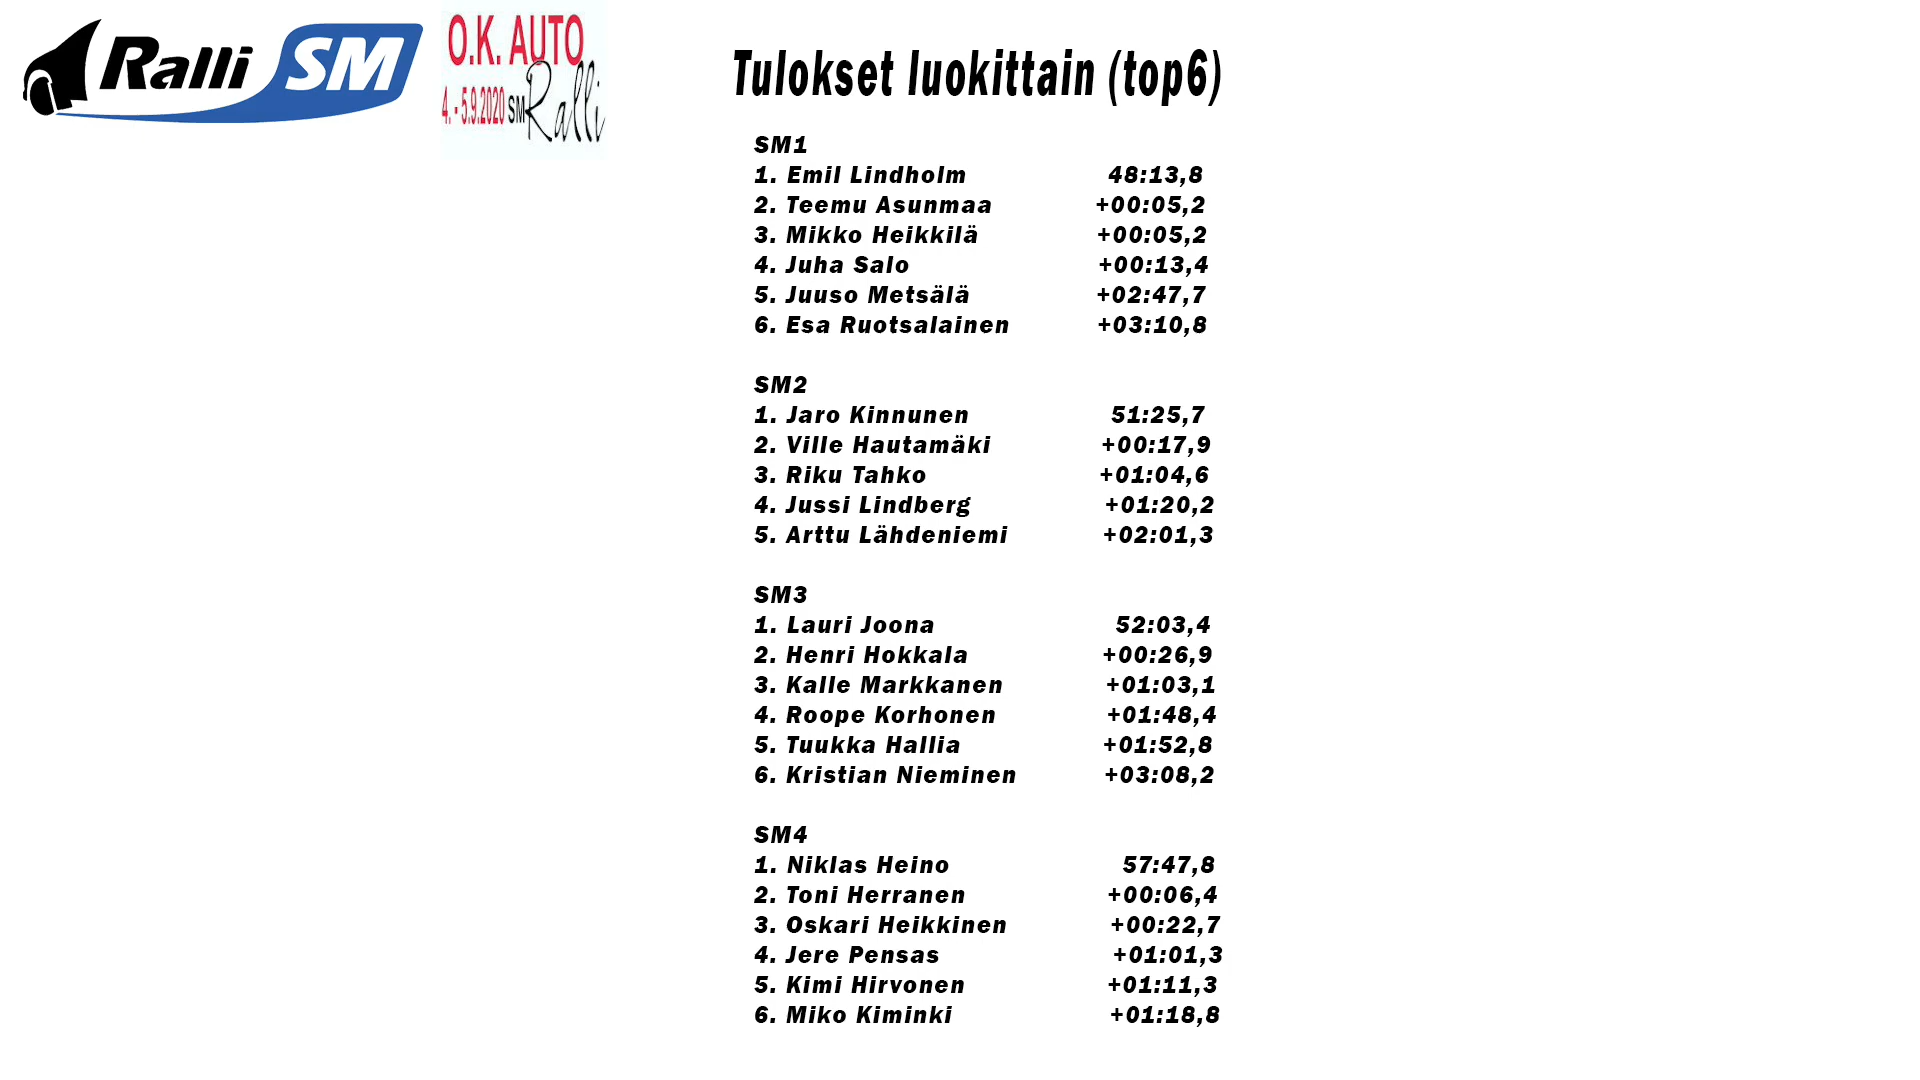 Ralli SM
O.K. AUTO
4. - 5.9.2020 SM Ralli
Tulokset luokittain (top6)
SM1
1. Emil Lindholm 48:13,8
2. Teemu Asunmaa +00:05,2
3. Mikko Heikkilä +00:05,2
4. Juha Salo +00:13,4
5. Juuso Metsälä +02:47,7
6. Esa Ruotsalainen +03:10,8
SM2
1. Jaro Kinnunen 51:25,7
2. Ville Hautamäki +00:17,9
3. Riku Tahko +01:04,6
4. Jussi Lindberg +01:20,2
5. Arttu Lähdeniemi +02:01,3
SM3
1. Lauri Joona 52:03,4
2. Henri Hokkala +00:26,9
3. Kalle Markkanen +01:03,1
4. Roope Korhonen +01:48,4
5. Tuukka Hallia +01:52,8
6. Kristian Nieminen +03:08,2
SM4
1. Niklas Heino 57:47,8
2. Toni Herranen +00:06,4
3. Oskari Heikkinen +00:22,7
4. Jere Pensas +01:01,3
5. Kimi Hirvonen +01:11,3
6. Miko Kiminki +01:18,8